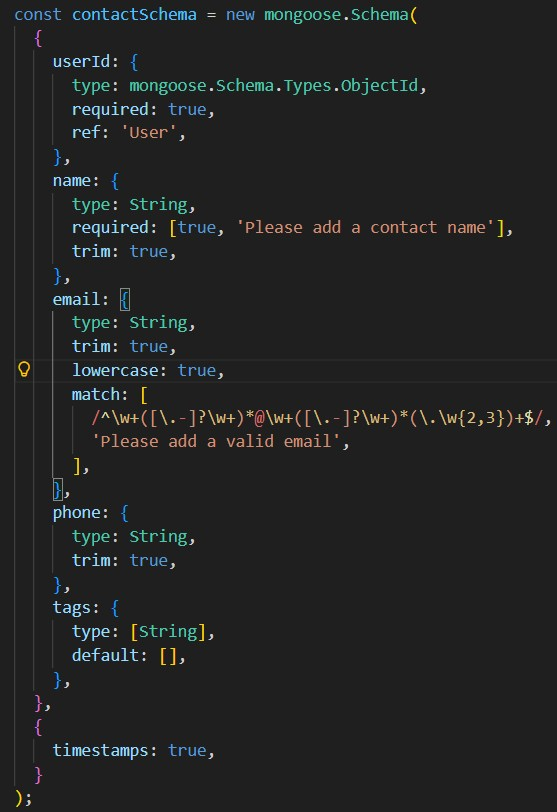 const contactSchema = new mongoose.Schema(
  {
    userId: {
      type: mongoose.Schema.Types.ObjectId,
      required: true,
      ref: 'User',
    },
    name: {
      type: String,
      required: [true, 'Please add a contact name'],
      trim: true,
    },
    email: {
      type: String,
      trim: true,
      lowercase: true,
      match: [
        /^\w+([\.-]?\w+)*@\w+([\.-]?\w+)*(\.\w{2,3})+$/,
        'Please add a valid email',
      ],
    },
    phone: {
      type: String,
      trim: true,
    },
    tags: {
      type: [String],
      default: [],
    },
  },
  {
    timestamps: true,
  }
);